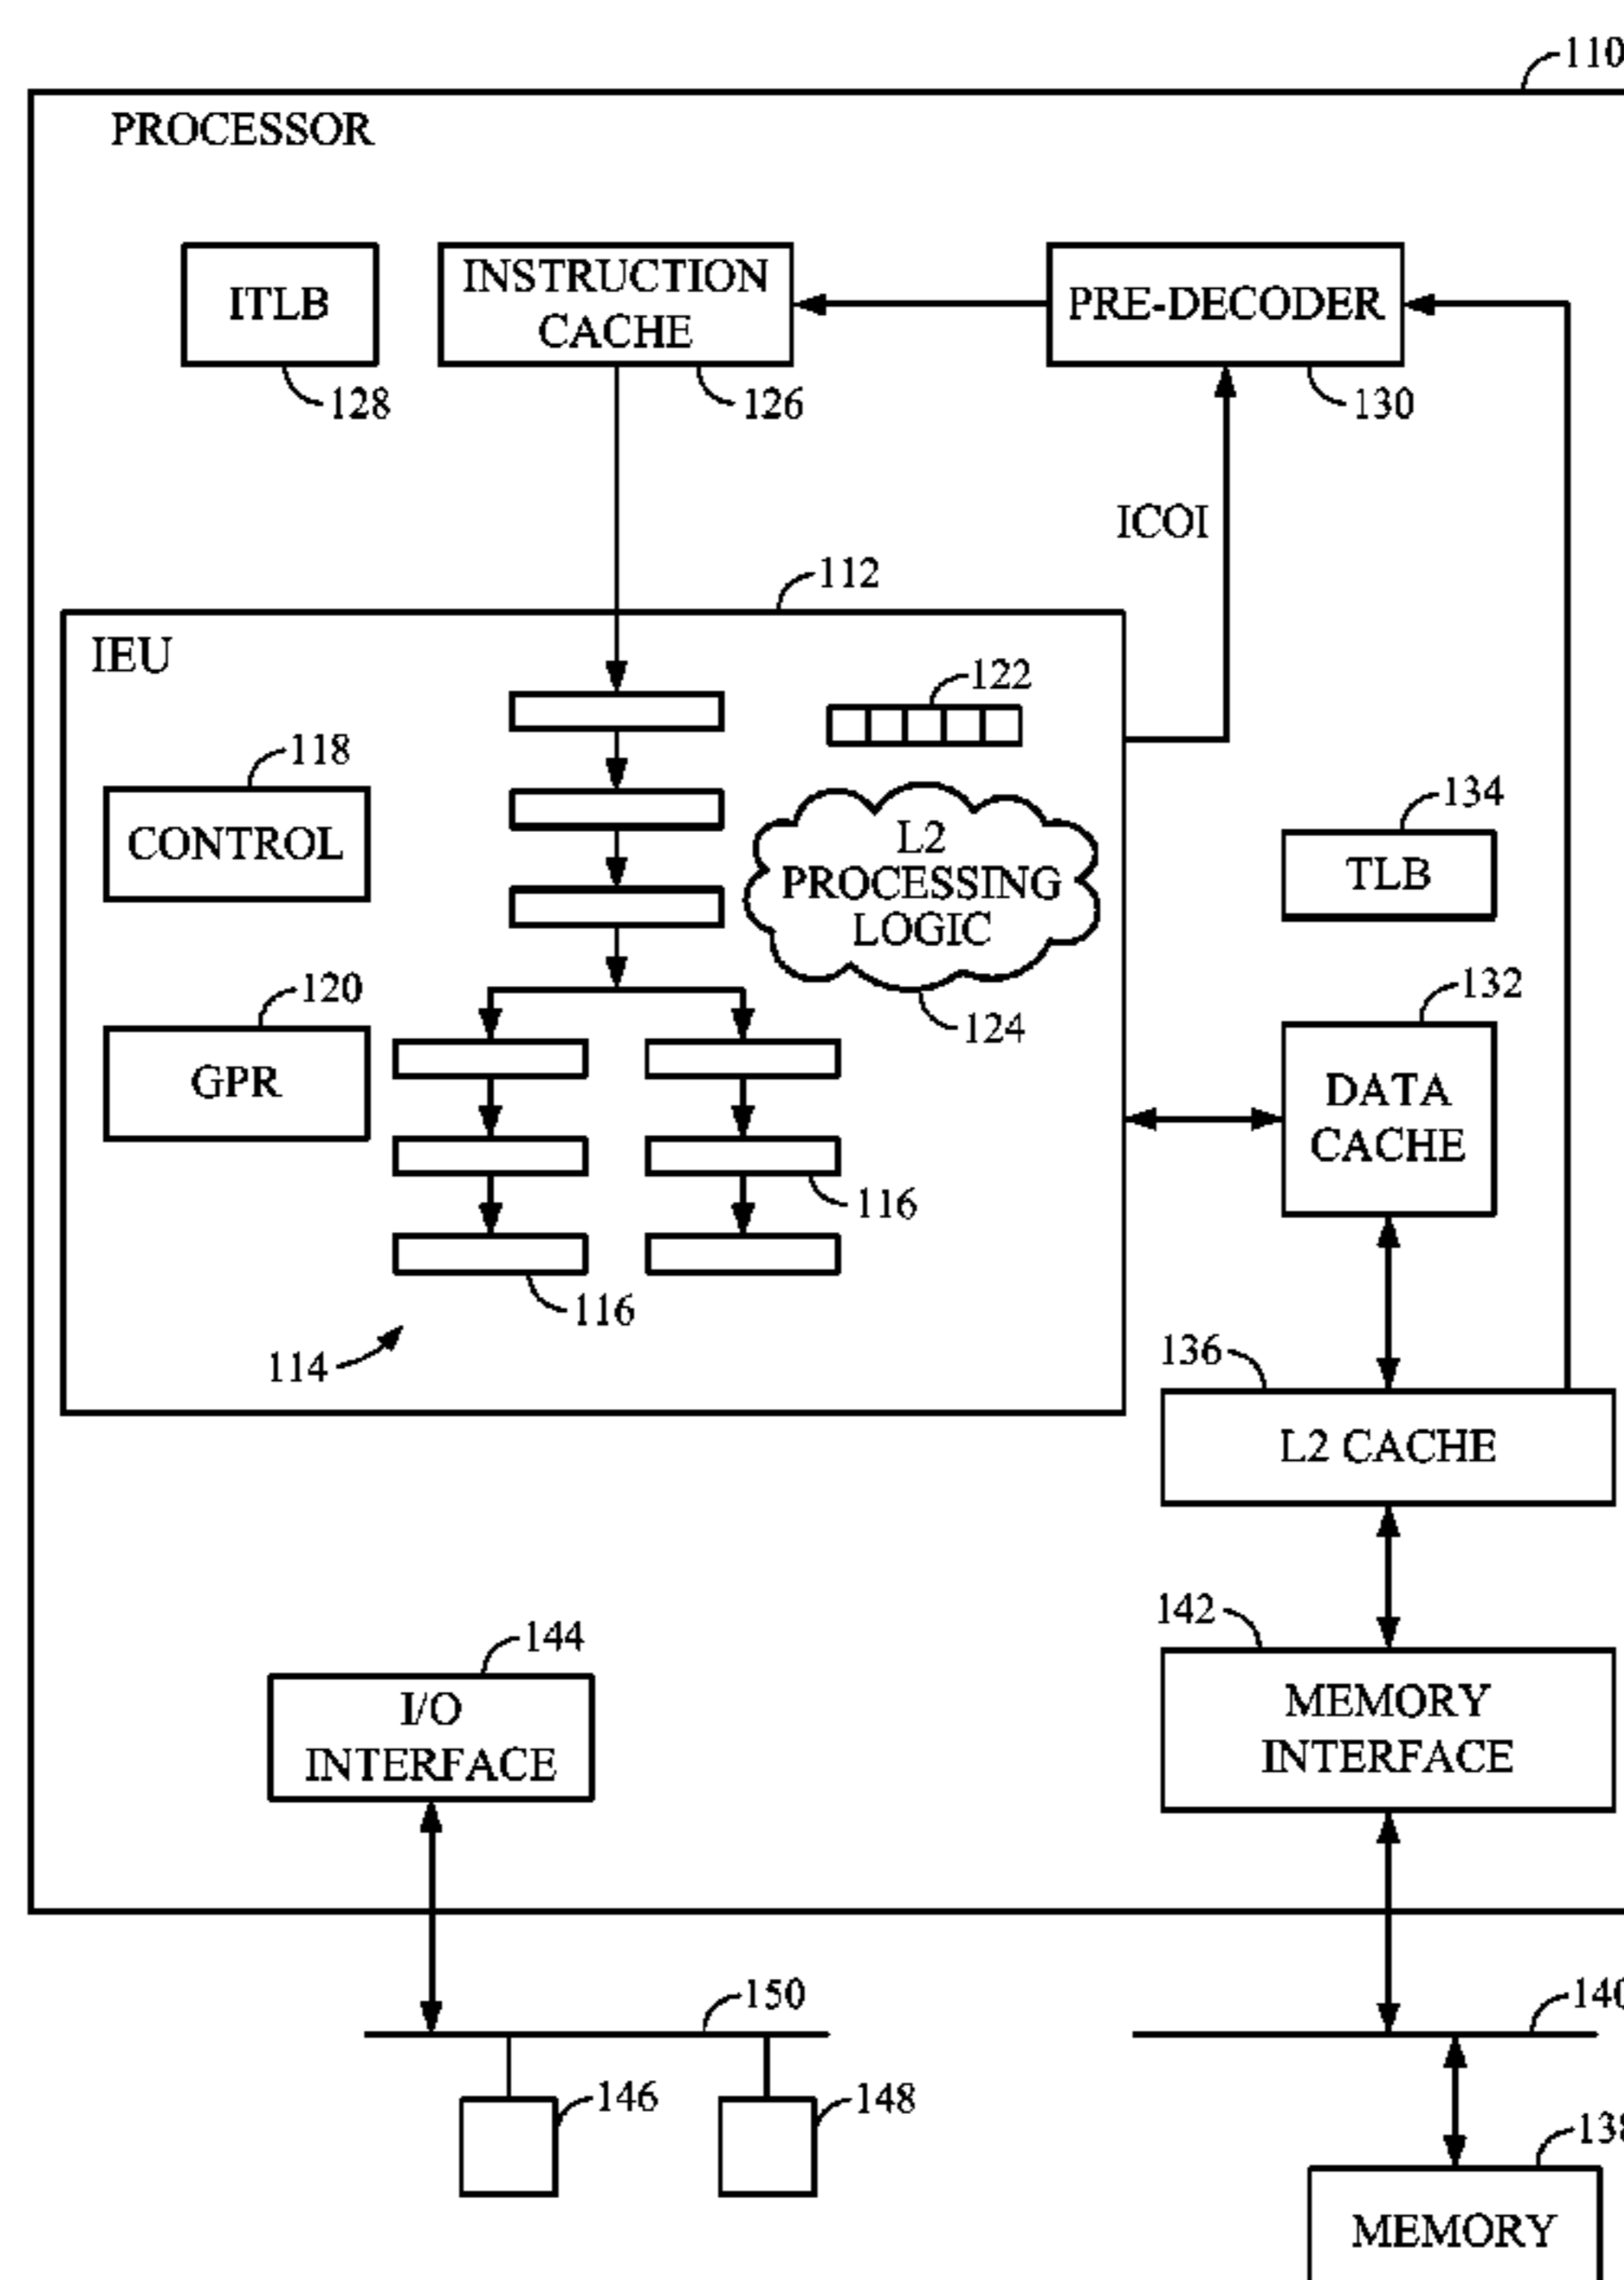 110
PROCESSOR
ITLB
INSTRUCTION
CACHE
PRE-DECODER
128
126
130
ICOI
112
IEU
122
118
CONTROL
L2
PROCESSING
LOGIC
134
TLB
120
GPR
124
132
DATA
CACHE
116
116
114
136
L2 CACHE
142
144
I/O
INTERFACE
MEMORY
INTERFACE
150
140
146
148
138
MEMORY